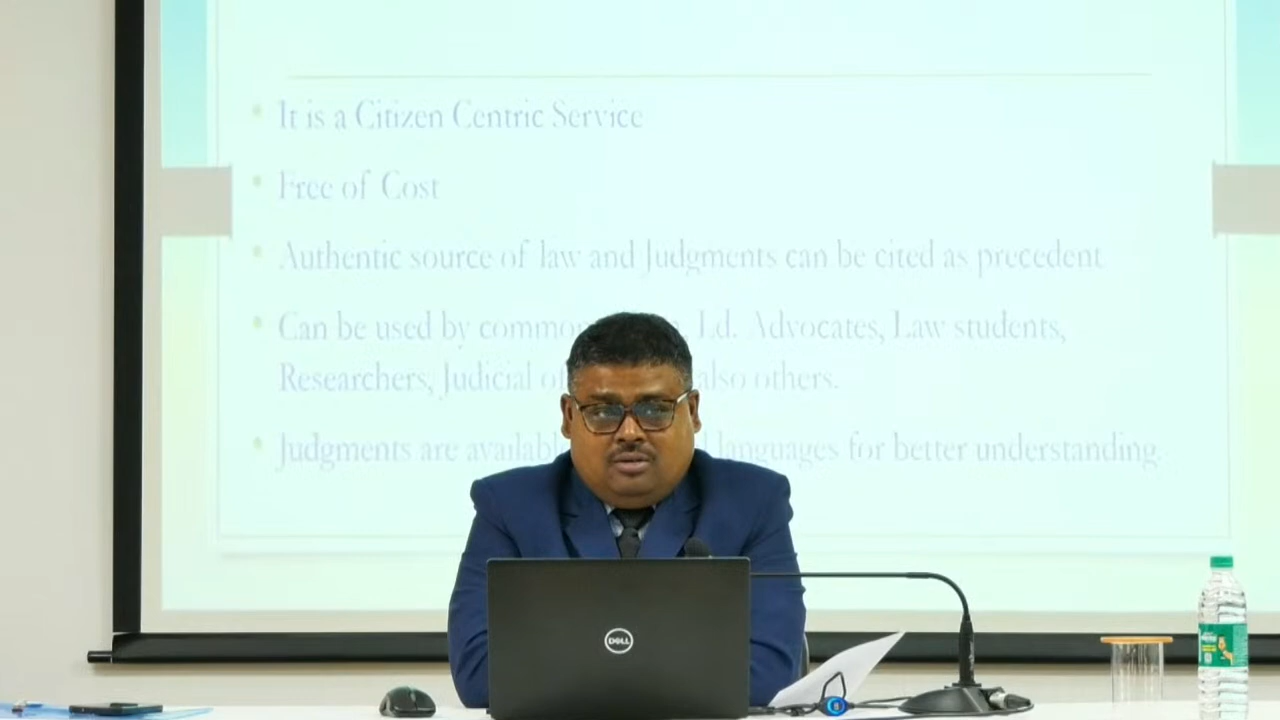 It is a Citizen Centric Service
Free of Cost
Authentic source of law and Judgments can be cited as precedent
Can be used by common Ld. Advocates, Law students,
Researchers, Judicial also others.
Judgments are available languages for better understanding.
DELL